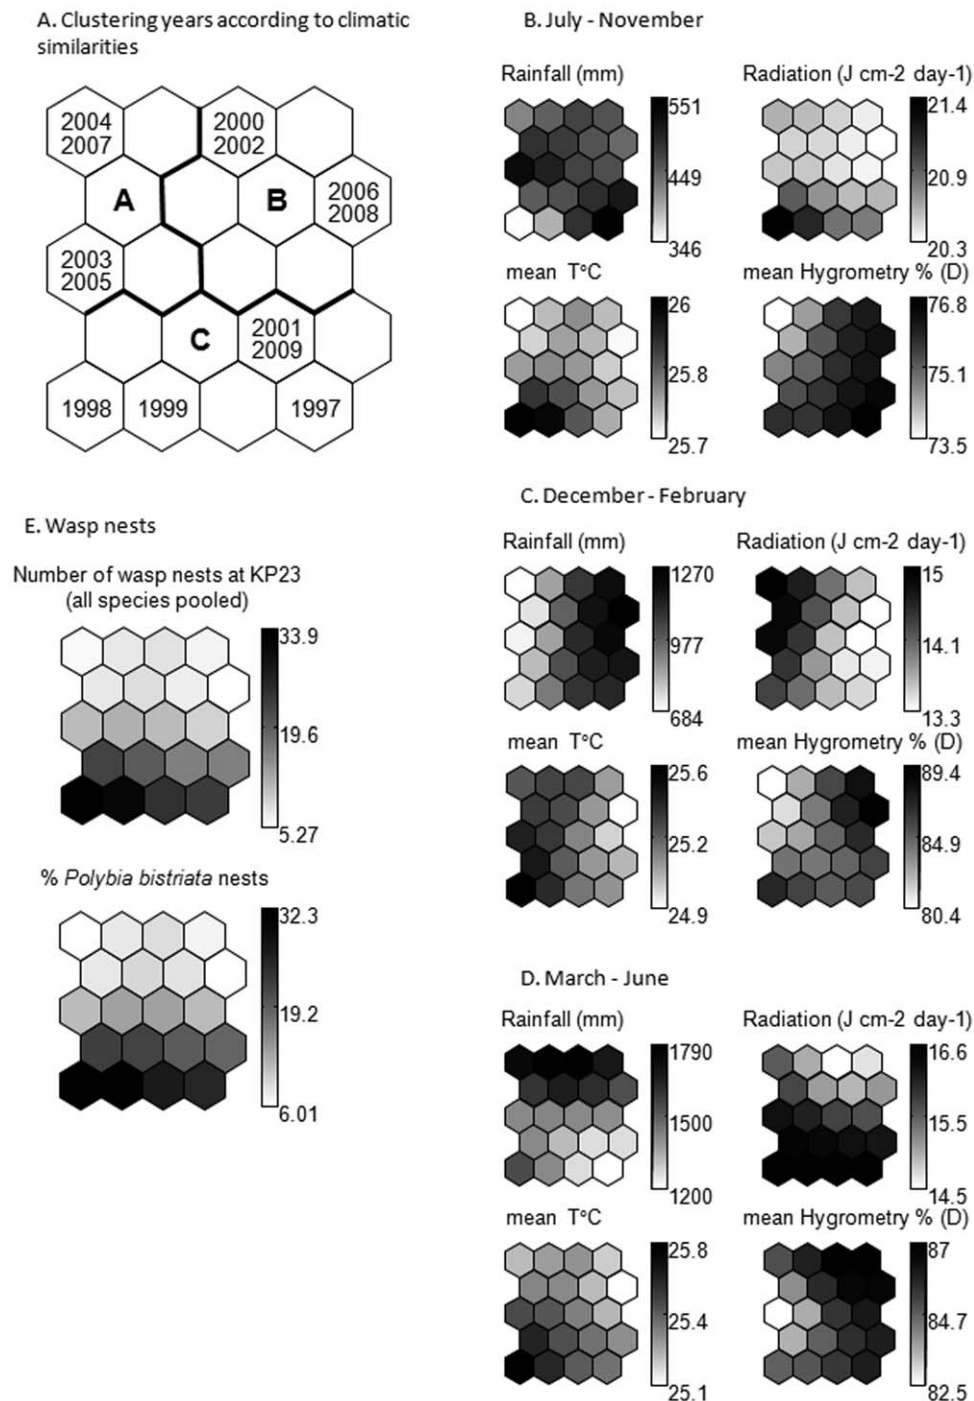 A. Clustering years according to climatic
similarities
2004
2007
2000
2002
A
B
2006
2008
2003
2005
C
2001
2009
1998
1999
1997
B. July - November
Rainfall (mm)
551
449
346
Radiation (J cm-2 day-1)
21.4
20.9
20.3
mean T°C
26
25.8
25.7
mean Hygrometry % (D)
76.8
75.1
73.5
C. December - February
Rainfall (mm)
1270
977
684
Radiation (J cm-2 day-1)
15
14.1
13.3
mean T°C
25.6
25.2
24.9
mean Hygrometry % (D)
89.4
84.9
80.4
D. March - June
Rainfall (mm)
1790
1500
1200
Radiation (J cm-2 day-1)
16.6
15.5
14.5
mean T°C
25.8
25.4
25.1
mean Hygrometry % (D)
87
84.7
82.5
E. Wasp nests
Number of wasp nests at KP23
(all species pooled)
33.9
19.6
5.27
% Polybia bistriata nests
32.3
19.2
6.01